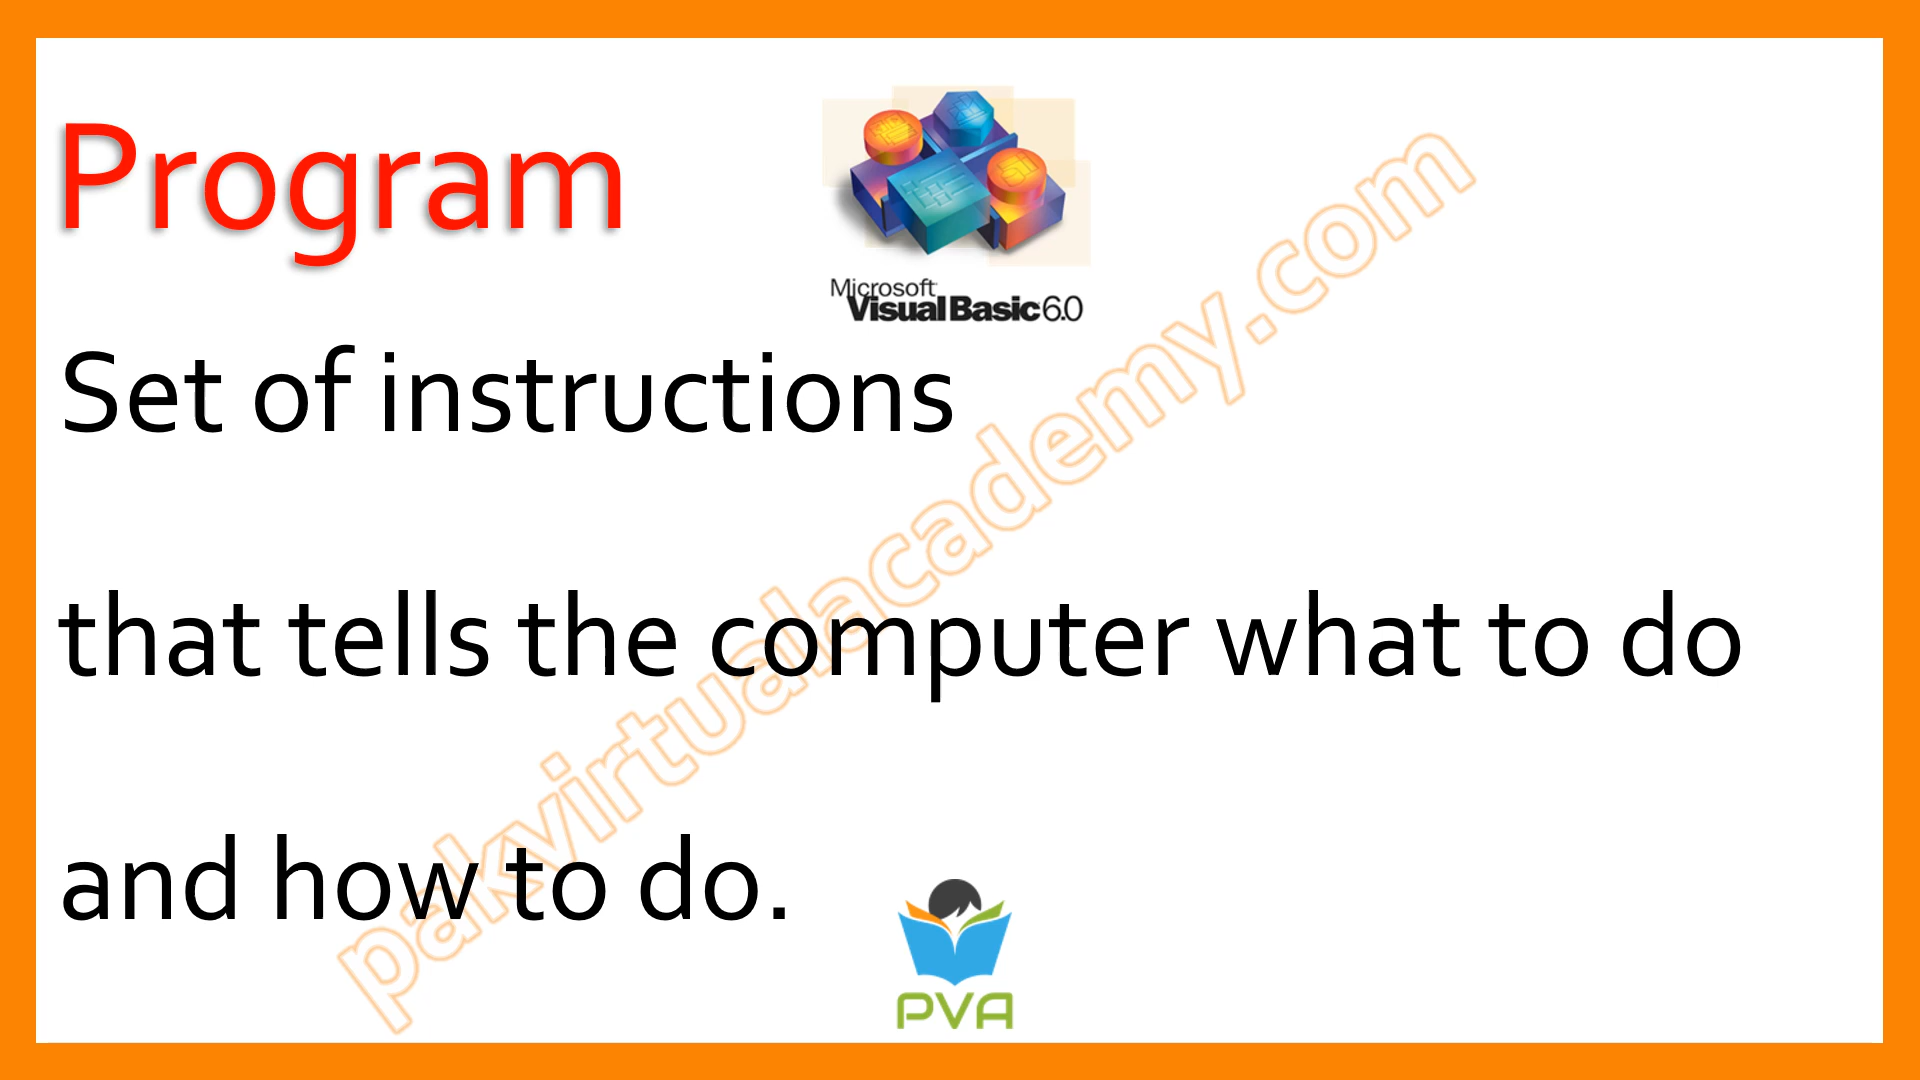 Program
Microsoft
Visual Basic 6.0
Set of instructions
that tells the computer what to do
and how to do.
pakvirtualacademy.com
PVA